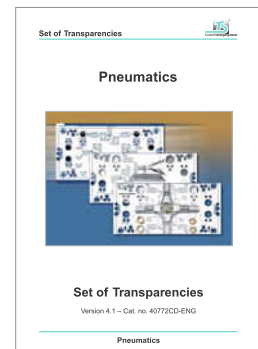 Set of Transparencies
Pneumatics
Set of Transparencies
Version 4.1 – Cat. no. 40772CD-ENG
Pneumatics